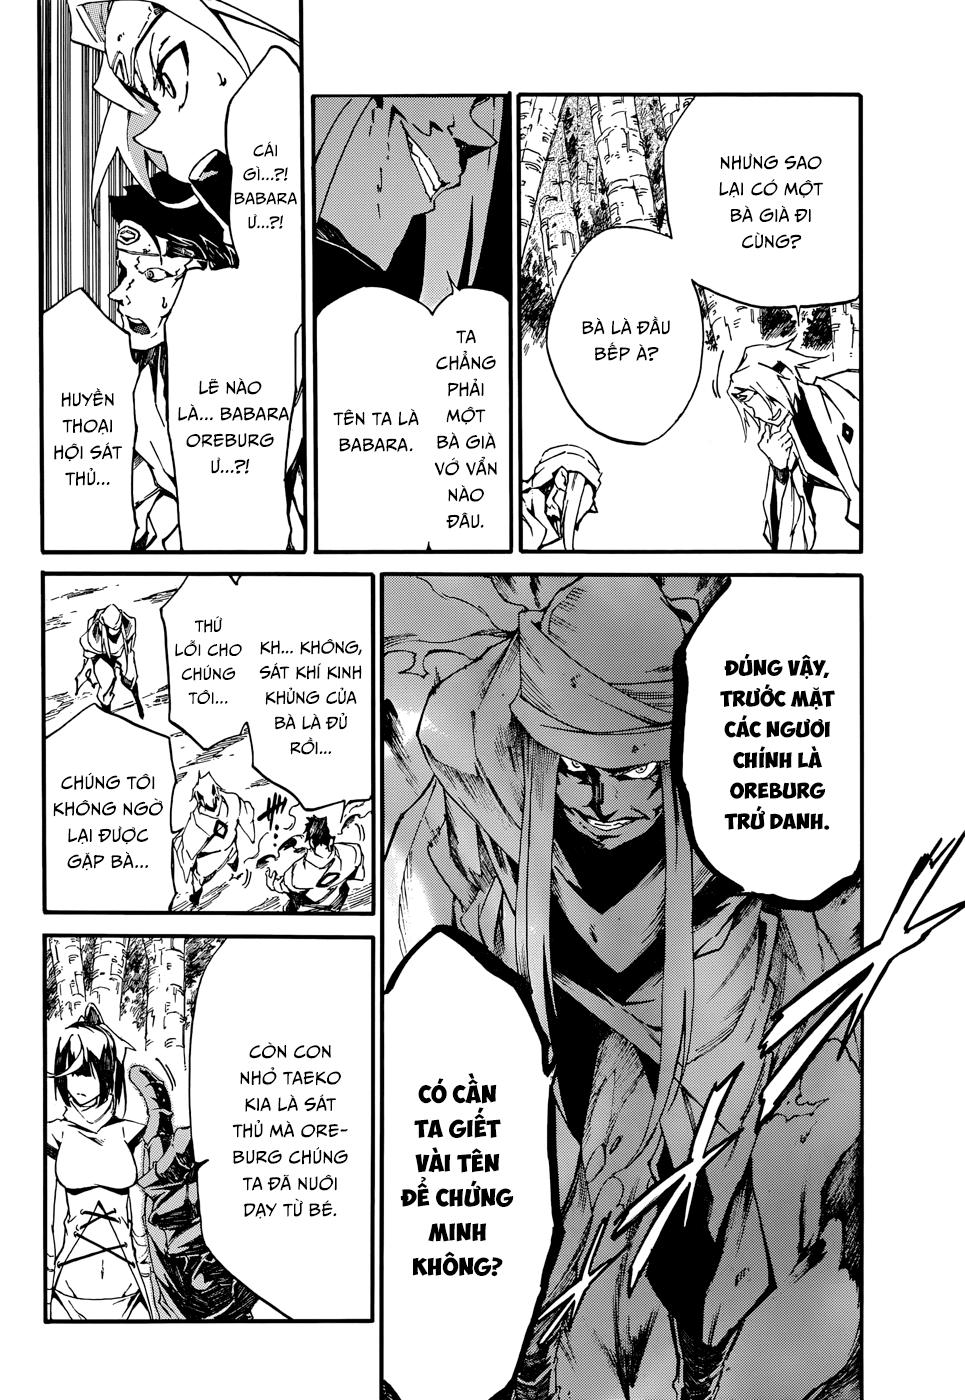 NHƯNG SAO
LẠI CÓ MỘT
BÀ GIÀ ĐI
CÙNG?
BÀ LÀ ĐẦU
BẾP À?
TA
CHẲNG
PHẢI
MỘT
BÀ GIÀ
VỚ VẨN
NÀO
ĐÂU.
TÊN TA LÀ
BABARA.
CÁI
GÌ...?!
BABARA
Ư...?!
LẼ NÀO
LÀ... BABARA
OREBURG
Ư...?!
HUYỀN
THOẠI
HỘI SÁT
THỦ...
ĐÚNG VẬY,
TRƯỚC MẶT
CÁC NGƯƠI
CHÍNH LÀ
OREBURG
TRỨ DANH.
CÓ CẦN
TA GIẾT
VÀI TÊN
ĐỂ CHỨNG
MINH
KHÔNG?
KH... KHÔNG,
SÁT KHÍ KINH
KHỦNG CỦA
BÀ LÀ ĐỦ
RỒI...
THỨ
LỖI CHO
CHÚNG
TÔI...
CHÚNG TÔI
KHÔNG NGỜ
LẠI ĐƯỢC
GẶP BÀ...
CÒN CON
NHỎ TAEKO
KIA LÀ SÁT
THỦ MÀ ORE-
BURG CHÚNG
TA ĐÃ NUÔI
DẠY TỪ BÉ.